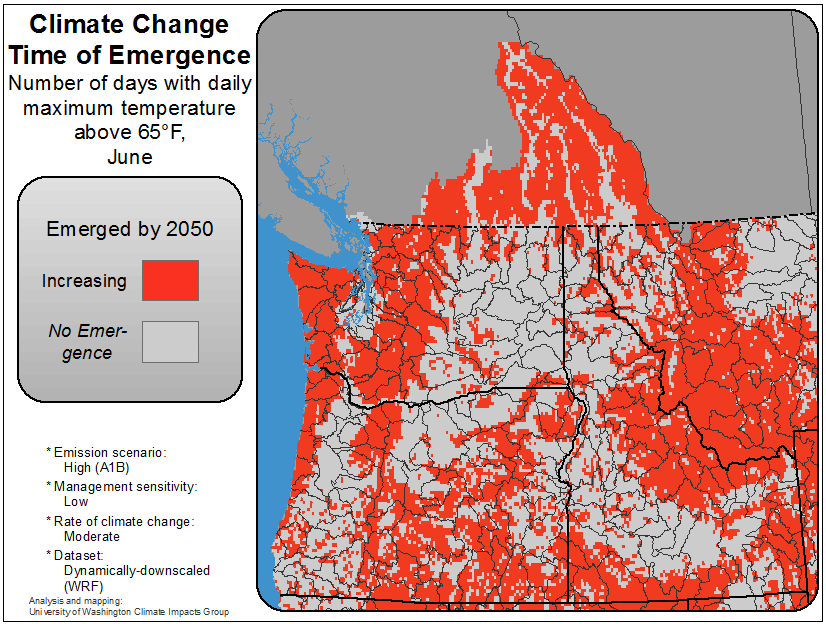 Climate Change
Time of Emergence
Number of days with daily
maximum temperature
above 65°F,
June
Emerged by 2050
Increasing
No Emer-
gence
* Emission scenario:
High (A1B)
* Management sensitivity:
Low
* Rate of climate change:
Moderate
* Dataset:
Dynamically-downscaled
(WRF)
Analysis and mapping:
University of Washington Climate Impacts Group